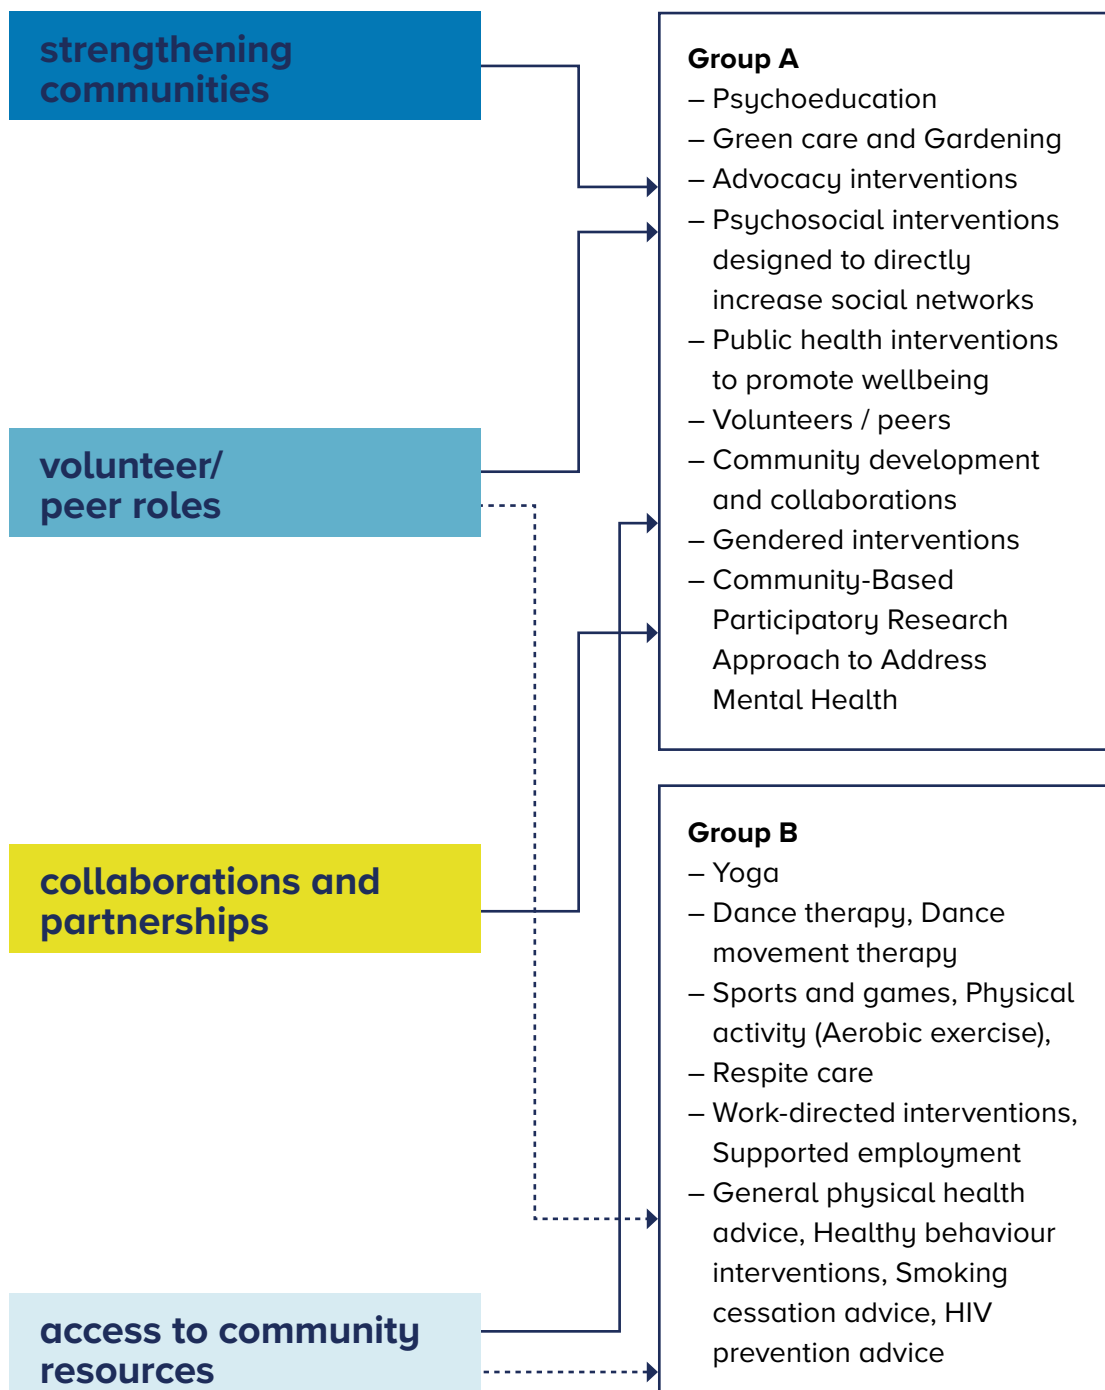 strengthening
communities
volunteer/
peer roles
collaborations and
partnerships
access to community
resources
Group A
– Psychoeducation
– Green care and Gardening
– Advocacy interventions
– Psychosocial interventions
designed to directly
increase social networks
– Public health interventions
to promote wellbeing
– Volunteers / peers
– Community development
and collaborations
– Gendered interventions
– Community-Based
Participatory Research
Approach to Address
Mental Health
Group B
– Yoga
– Dance therapy, Dance
movement therapy
– Sports and games, Physical
activity (Aerobic exercise),
– Respite care
– Work-directed interventions,
Supported employment
– General physical health
advice, Healthy behaviour
interventions, Smoking
cessation advice, HIV
prevention advice